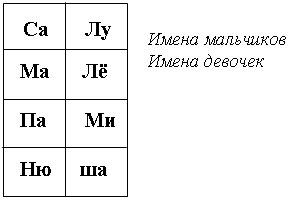 Са Лу
Ма Лё
Па Ми
Ню ша
Имена мальчиков
Имена девочек